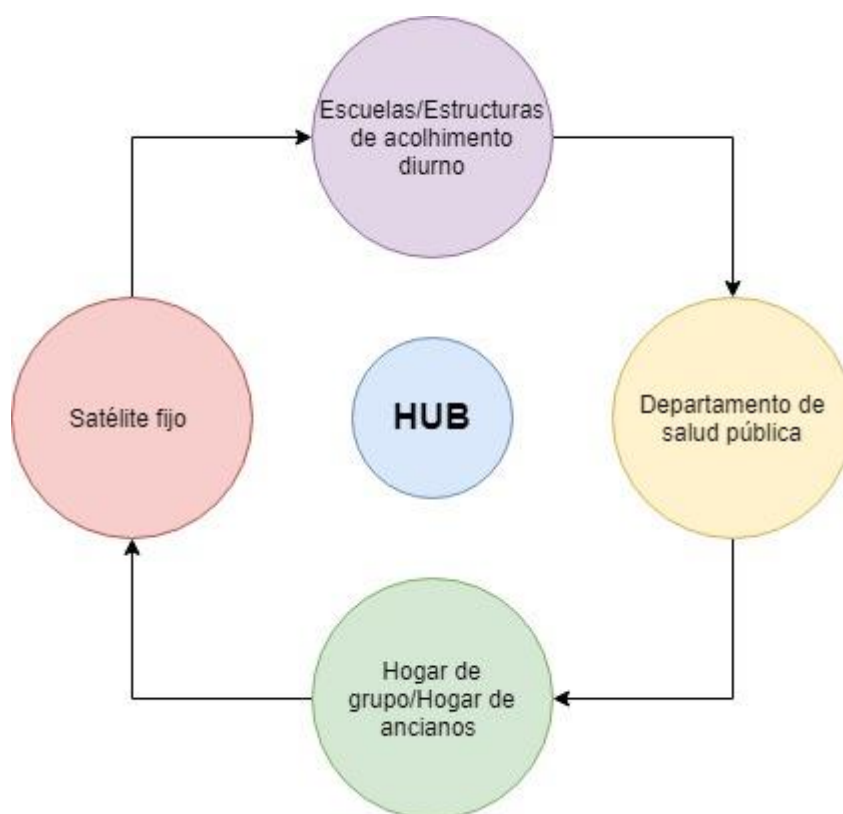 Escuelas/Estructuras
de acolhimento
diurno
Satélite fijo
HUB
Departamento de
salud pública
Hogar de
grupo/Hogar de
ancianos